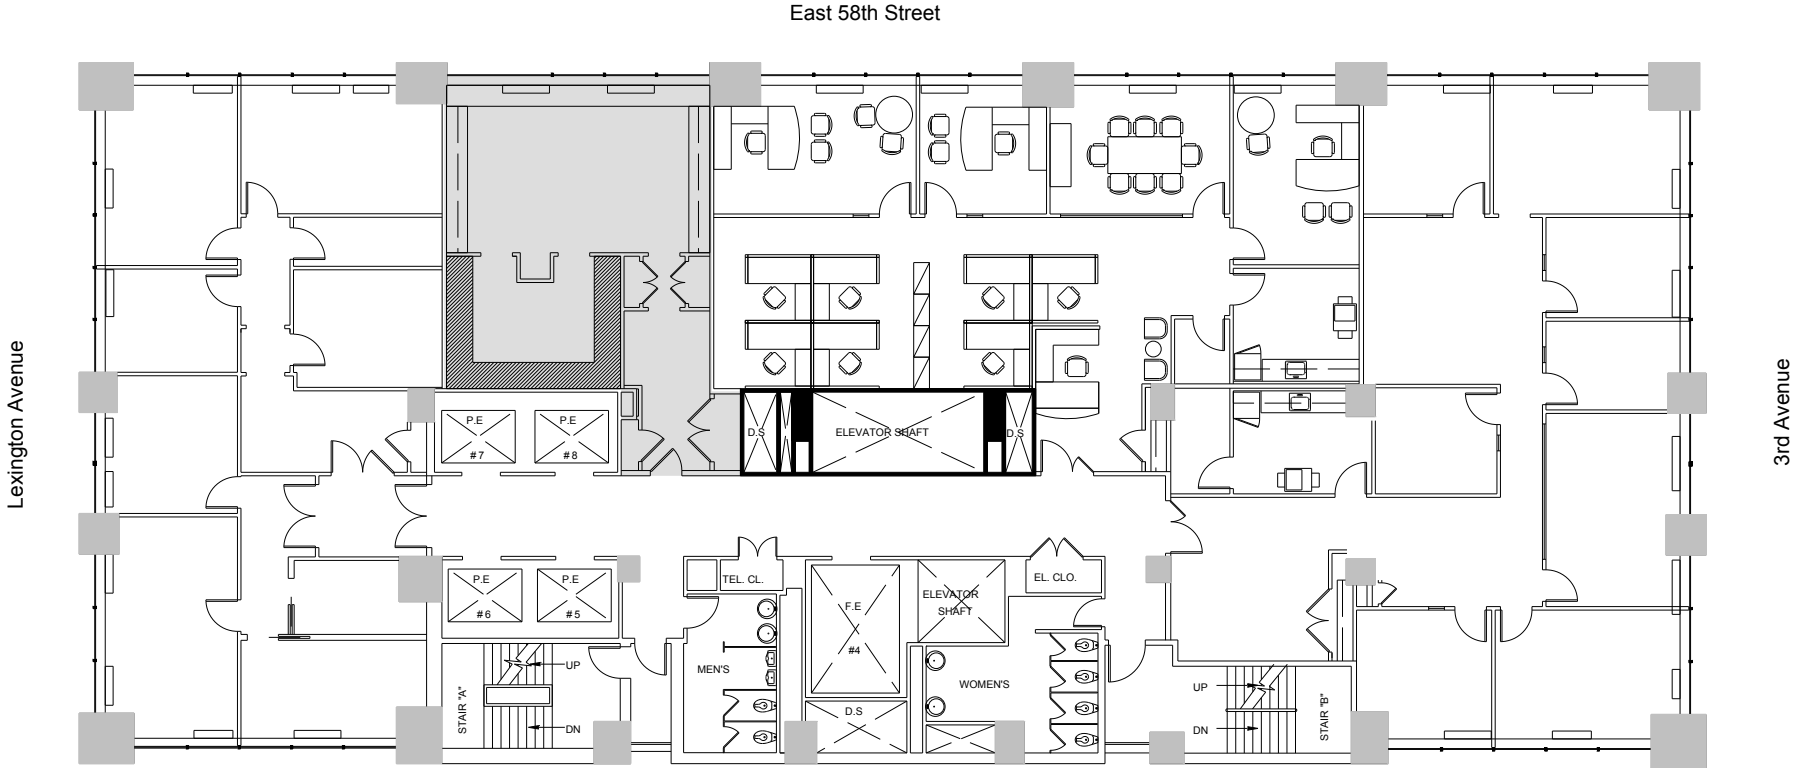 East 58th Street
Lexington Avenue
3rd Avenue
P.E
#7
P.E
#8
D.S
ELEVATOR SHAFT
D.S
P.E
#6
P.E
#5
TEL. CL.
F.E
#4
ELEVATOR
SHAFT
EL. CLO.
STAIR "A"
UP
DN
MEN'S
D.S
WOMEN'S
UP
DN
STAIR "B"